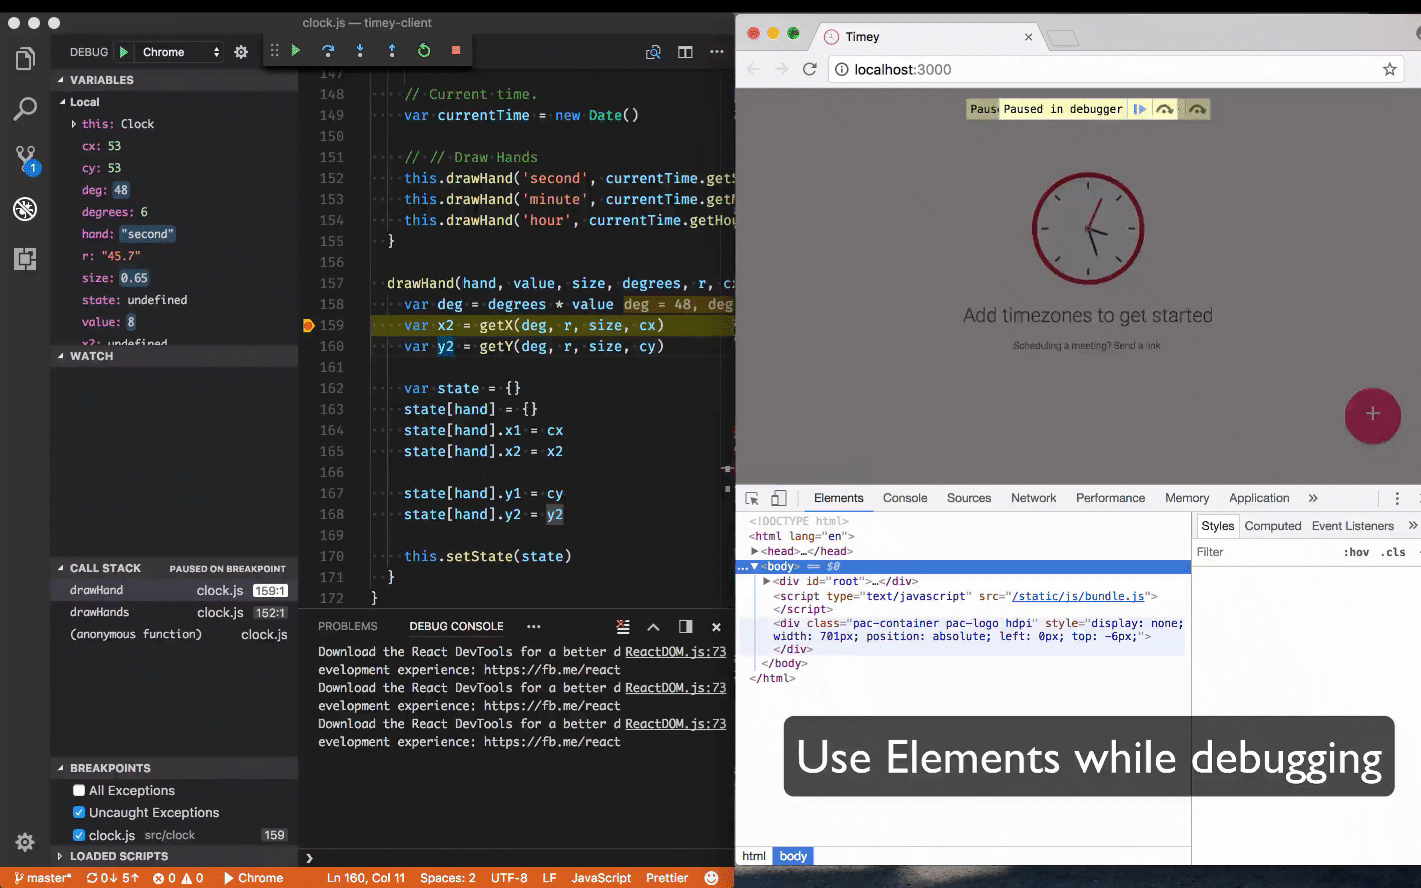 clock.js — timey-client
DEBUG Chrome
VARIABLES
Local
this: Clock
cx: 53
cy: 53
deg: 48
degrees: 6
hand: "second"
r: "45.7"
size: 0.65
state: undefined
value: 8
x2: undefined
WATCH
CALL STACK PAUSED ON BREAKPOINT
drawHand clock.js 159:1
drawHands clock.js 152:1
(anonymous function) clock.js
BREAKPOINTS
All Exceptions
Uncaught Exceptions
clock.js src/clock 159
LOADED SCRIPTS
147
148 // Current time.
149 var currentTime = new Date()
150
151 // // Draw Hands
152 this.drawHand('second', currentTime.getS
153 this.drawHand('minute', currentTime.getM
154 this.drawHand('hour', currentTime.getHou
155 }
156
157 drawHand(hand, value, size, degrees, r, cx
158 var deg = degrees * value deg = 48, deg
159 var x2 = getX(deg, r, size, cx)
160 var y2 = getY(deg, r, size, cy)
161
162 var state = {}
163 state[hand] = {}
164 state[hand].x1 = cx
165 state[hand].x2 = x2
166
167 state[hand].y1 = cy
168 state[hand].y2 = y2
169
170 this.setState(state)
171 }
172 }
PROBLEMS DEBUG CONSOLE ···
Download the React DevTools for a better d ReactDOM.js:73
evelopment experience: https://fb.me/react
Download the React DevTools for a better d ReactDOM.js:73
evelopment experience: https://fb.me/react
Download the React DevTools for a better d ReactDOM.js:73
evelopment experience: https://fb.me/react
master* 0↓ 5↑ 0 0 Chrome Ln 160, Col 11 Spaces: 2 UTF-8 LF JavaScript Prettier
1
Timey
localhost:3000
Paus Paused in debugger
Add timezones to get started
Scheduling a meeting? Send a link
+
Elements Console Sources Network Performance Memory Application »
<!DOCTYPE html>
<html lang="en">
<head>…</head>
…<body> == $0
<div id="root">…</div>
<script type="text/javascript" src="/static/js/bundle.js">
</script>
<div class="pac-container pac-logo hdpi" style="display: none;
width: 701px; position: absolute; left: 0px; top: -6px;">
</div>
</body>
</html>
Styles Computed Event Listeners »
Filter :hov .cls
Use Elements while debugging
html body